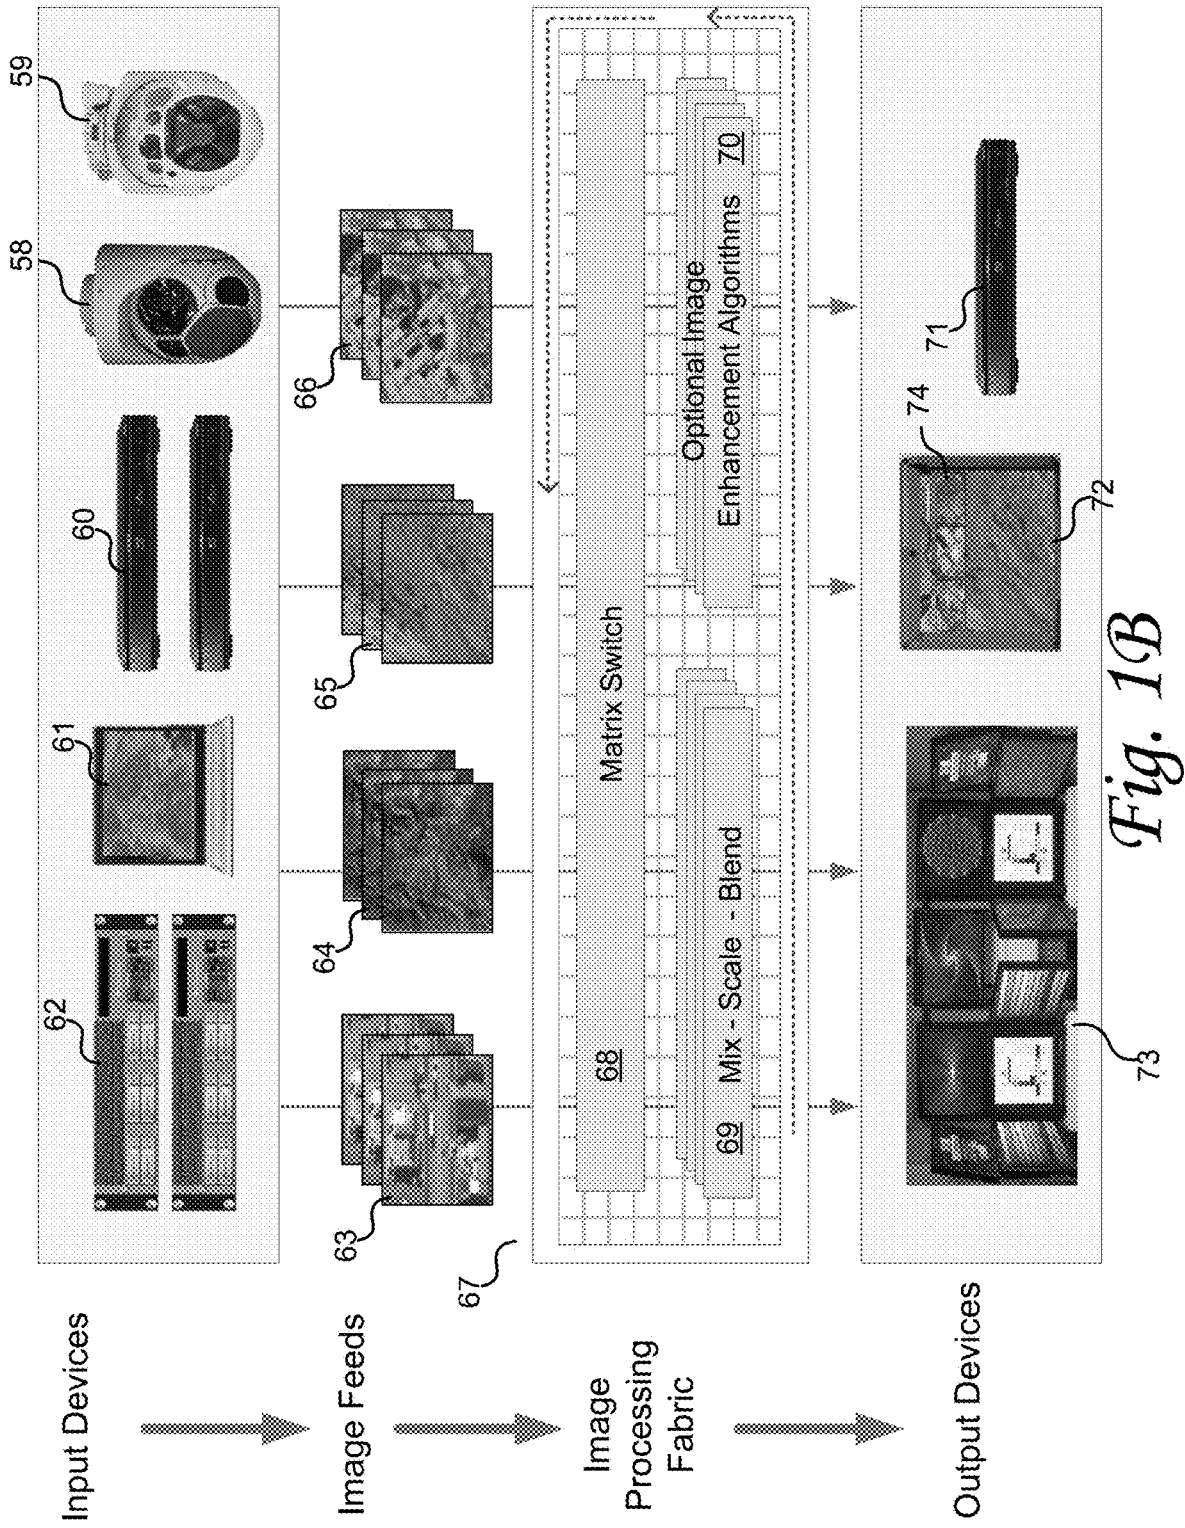 Input Devices
62
61
60
58
59
Image Feeds
63
64
65
66
Image
Processing
Fabric
67
68
Matrix Switch
69
Mix - Scale - Blend
Optional Image
Enhancement Algorithms
70
Output Devices
73
72
74
71
Fig. 1B